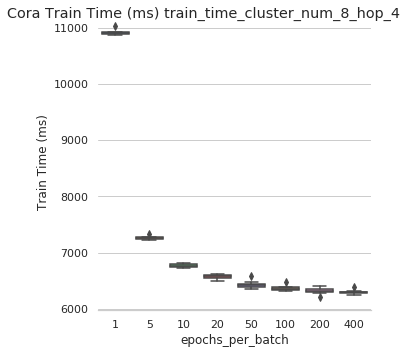 Cora Train Time (ms) train_time_cluster_num_8_hop_4
11000
10000
9000
8000
7000
6000
Train Time (ms)
1 5 10 20 50 100 200 400
epochs_per_batch